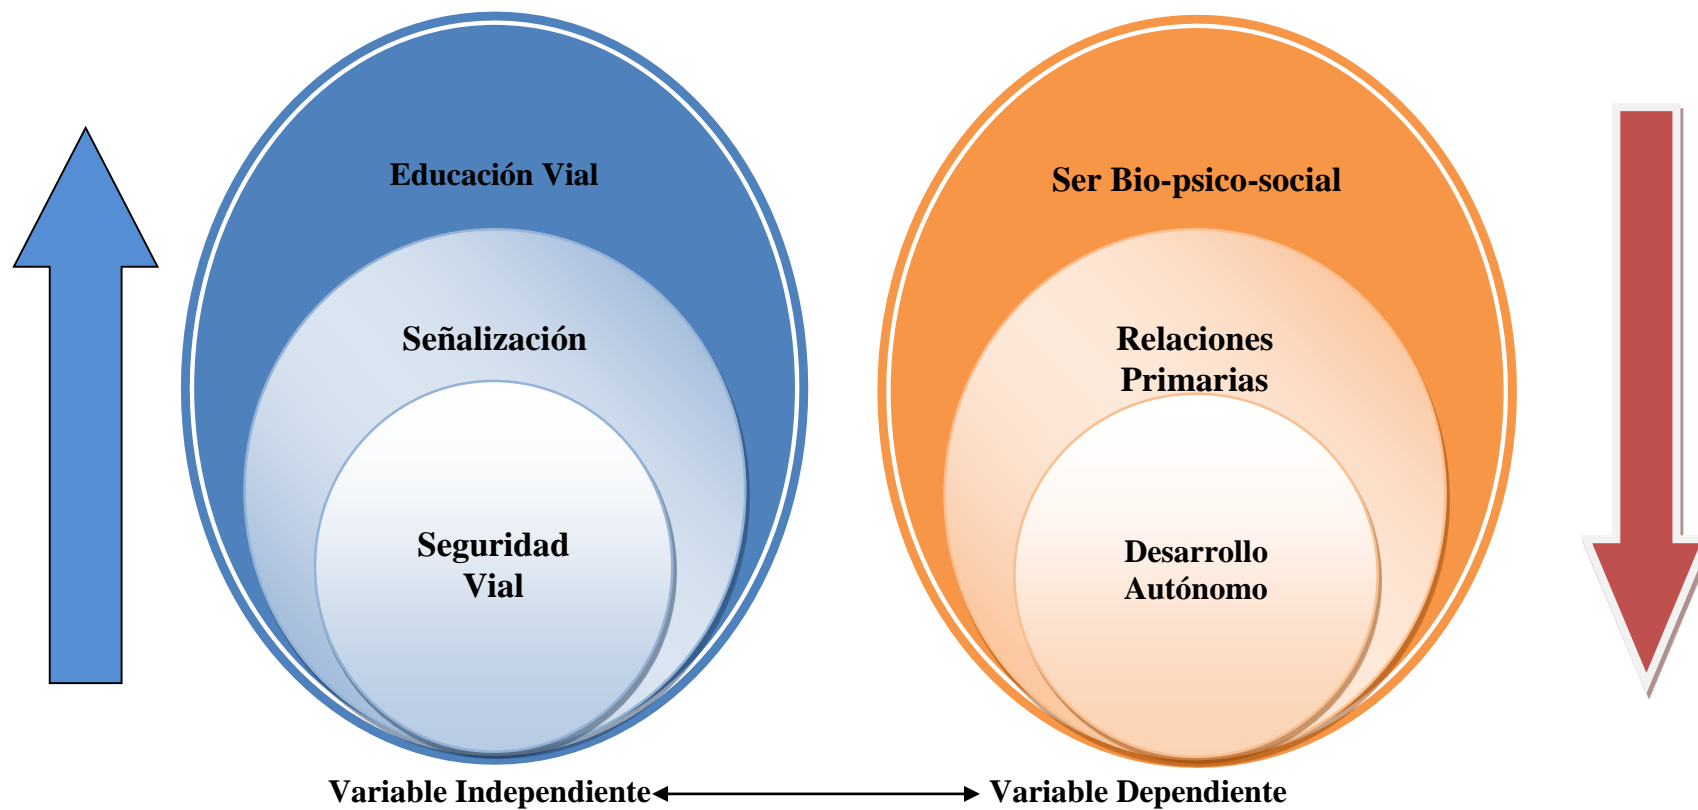 Educación Vial
Señalización
Seguridad
Vial
Ser Bio-psico-social
Relaciones
Primarias
Desarrollo
Autónomo
Variable Independiente
Variable Dependiente